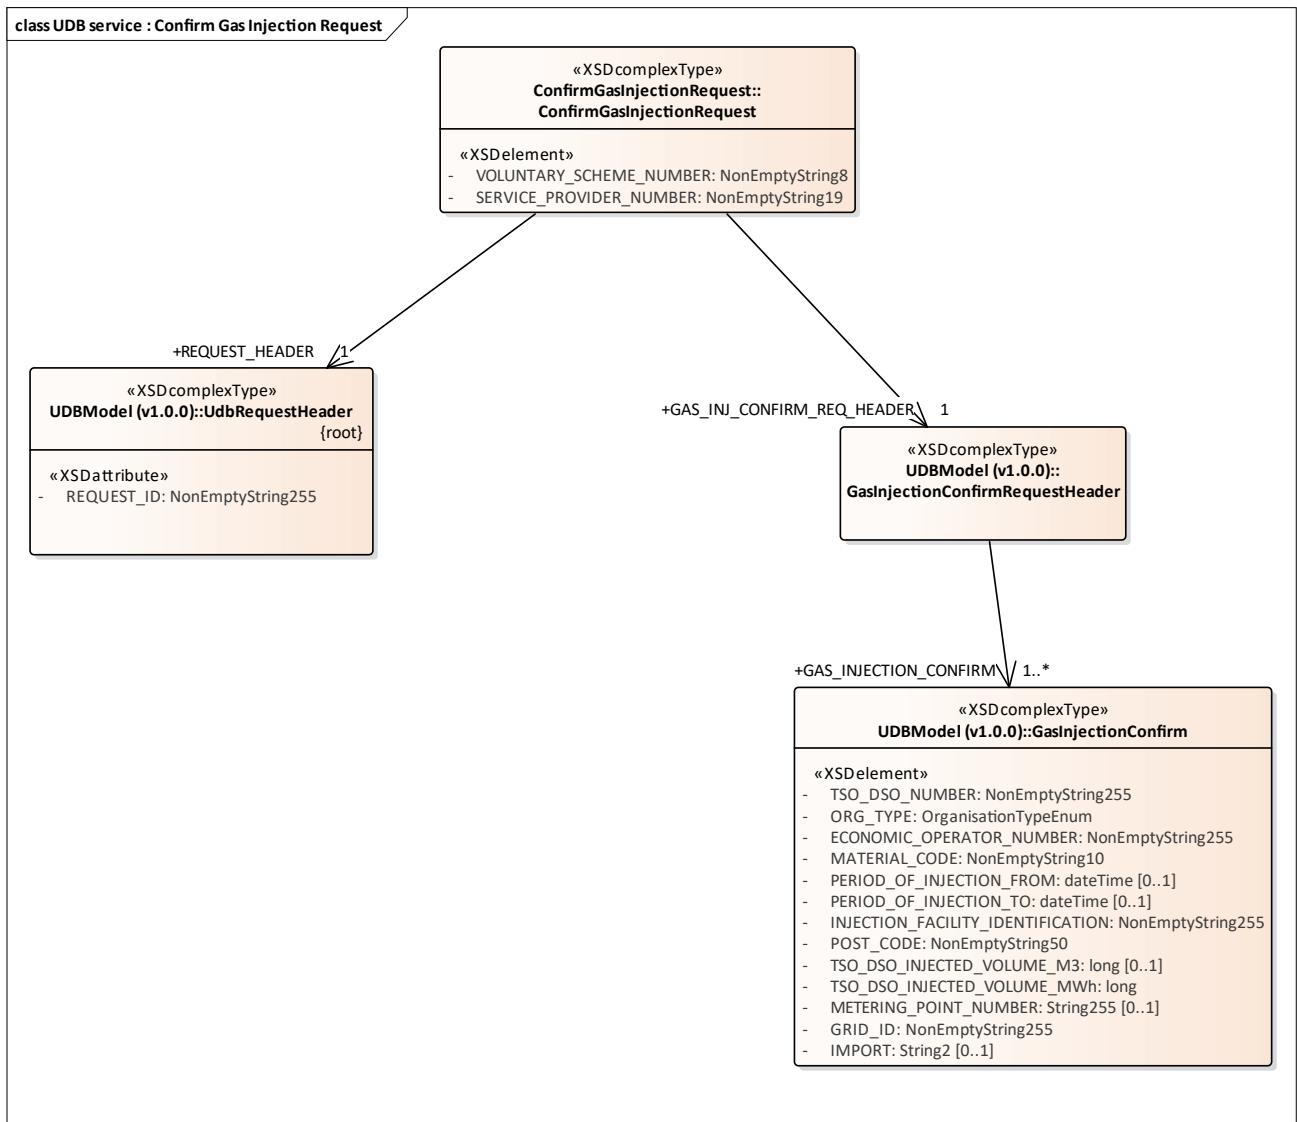 class UDB service : Confirm Gas Injection Request
«XSDcomplexType»
ConfirmGasInjectionRequest::
ConfirmGasInjectionRequest
«XSDelement»
- VOLUNTARY_SCHEME_NUMBER: NonEmptyString8
- SERVICE_PROVIDER_NUMBER: NonEmptyString19
+REQUEST_HEADER 1
«XSDcomplexType»
UDBModel (v1.0.0)::UdbRequestHeader
{root}
«XSDattribute»
- REQUEST_ID: NonEmptyString255
+GAS_INJ_CONFIRM_REQ_HEADER 1
«XSDcomplexType»
UDBModel (v1.0.0)::
GasInjectionConfirmRequestHeader
+GAS_INJECTION_CONFIRM 1..*
«XSDcomplexType»
UDBModel (v1.0.0)::GasInjectionConfirm
«XSDelement»
- TSO_DSO_NUMBER: NonEmptyString255
- ORG_TYPE: OrganisationTypeEnum
- ECONOMIC_OPERATOR_NUMBER: NonEmptyString255
- MATERIAL_CODE: NonEmptyString10
- PERIOD_OF_INJECTION_FROM: dateTime [0..1]
- PERIOD_OF_INJECTION_TO: dateTime [0..1]
- INJECTION_FACILITY_IDENTIFICATION: NonEmptyString255
- POST_CODE: NonEmptyString50
- TSO_DSO_INJECTED_VOLUME_M3: long [0..1]
- TSO_DSO_INJECTED_VOLUME_MWh: long
- METERING_POINT_NUMBER: String255 [0..1]
- GRID_ID: NonEmptyString255
- IMPORT: String2 [0..1]